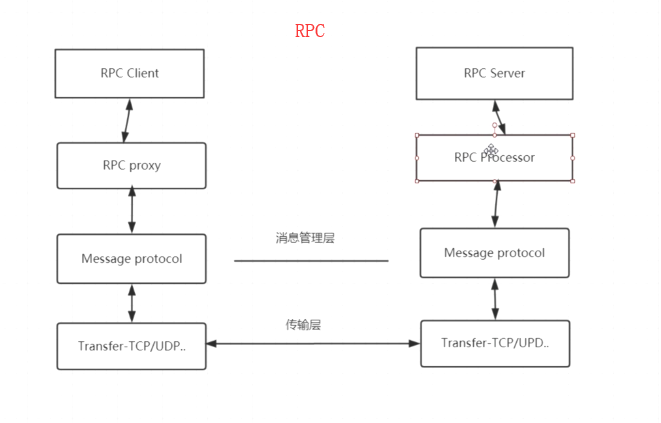 RPC
RPC Client
RPC Server
RPC proxy
RPC Processor
消息管理层
Message protocol
Message protocol
传输层
Transfer-TCP/UDP..
Transfer-TCP/UPD..